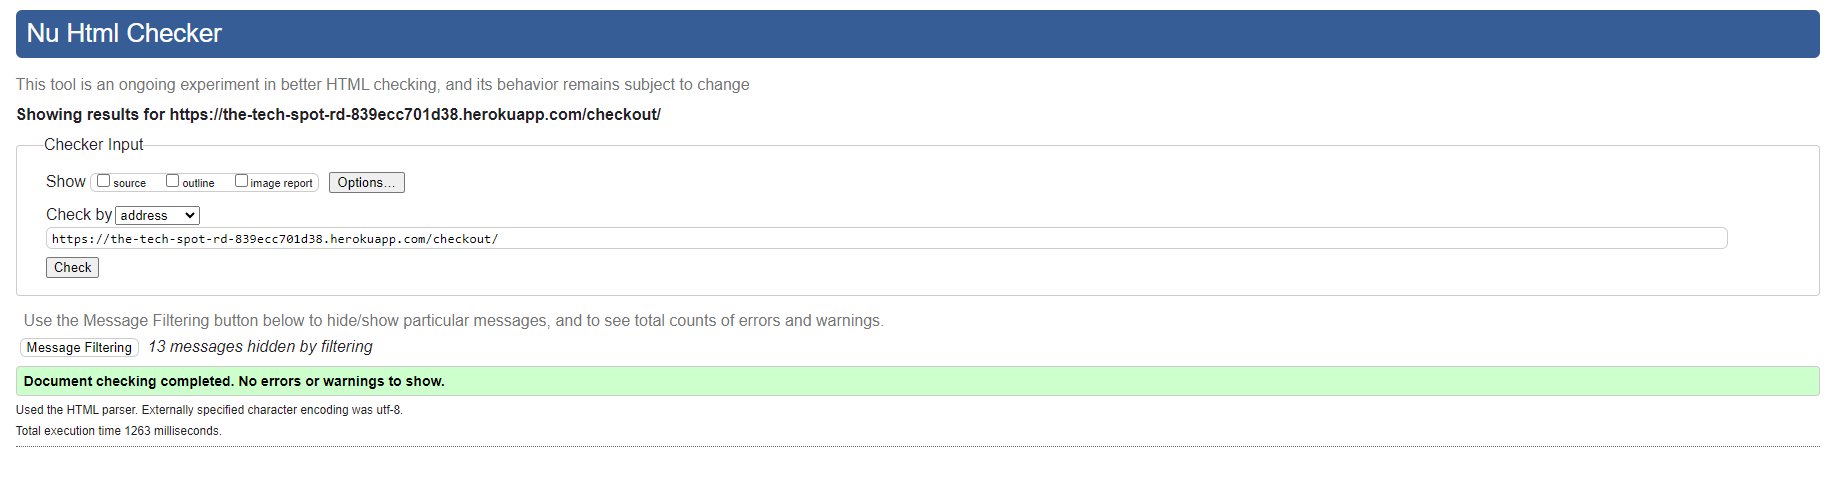 Nu Html Checker
This tool is an ongoing experiment in better HTML checking, and its behavior remains subject to change
Showing results for https://the-tech-spot-rd-839ecc701d38.herokuapp.com/checkout/
Checker Input
Show source outline image report Options...
Check by address
https://the-tech-spot-rd-839ecc701d38.herokuapp.com/checkout/
Check
Use the Message Filtering button below to hide/show particular messages, and to see total counts of errors and warnings.
Message Filtering 13 messages hidden by filtering
Document checking completed. No errors or warnings to show.
Used the HTML parser. Externally specified character encoding was utf-8.
Total execution time 1263 milliseconds.